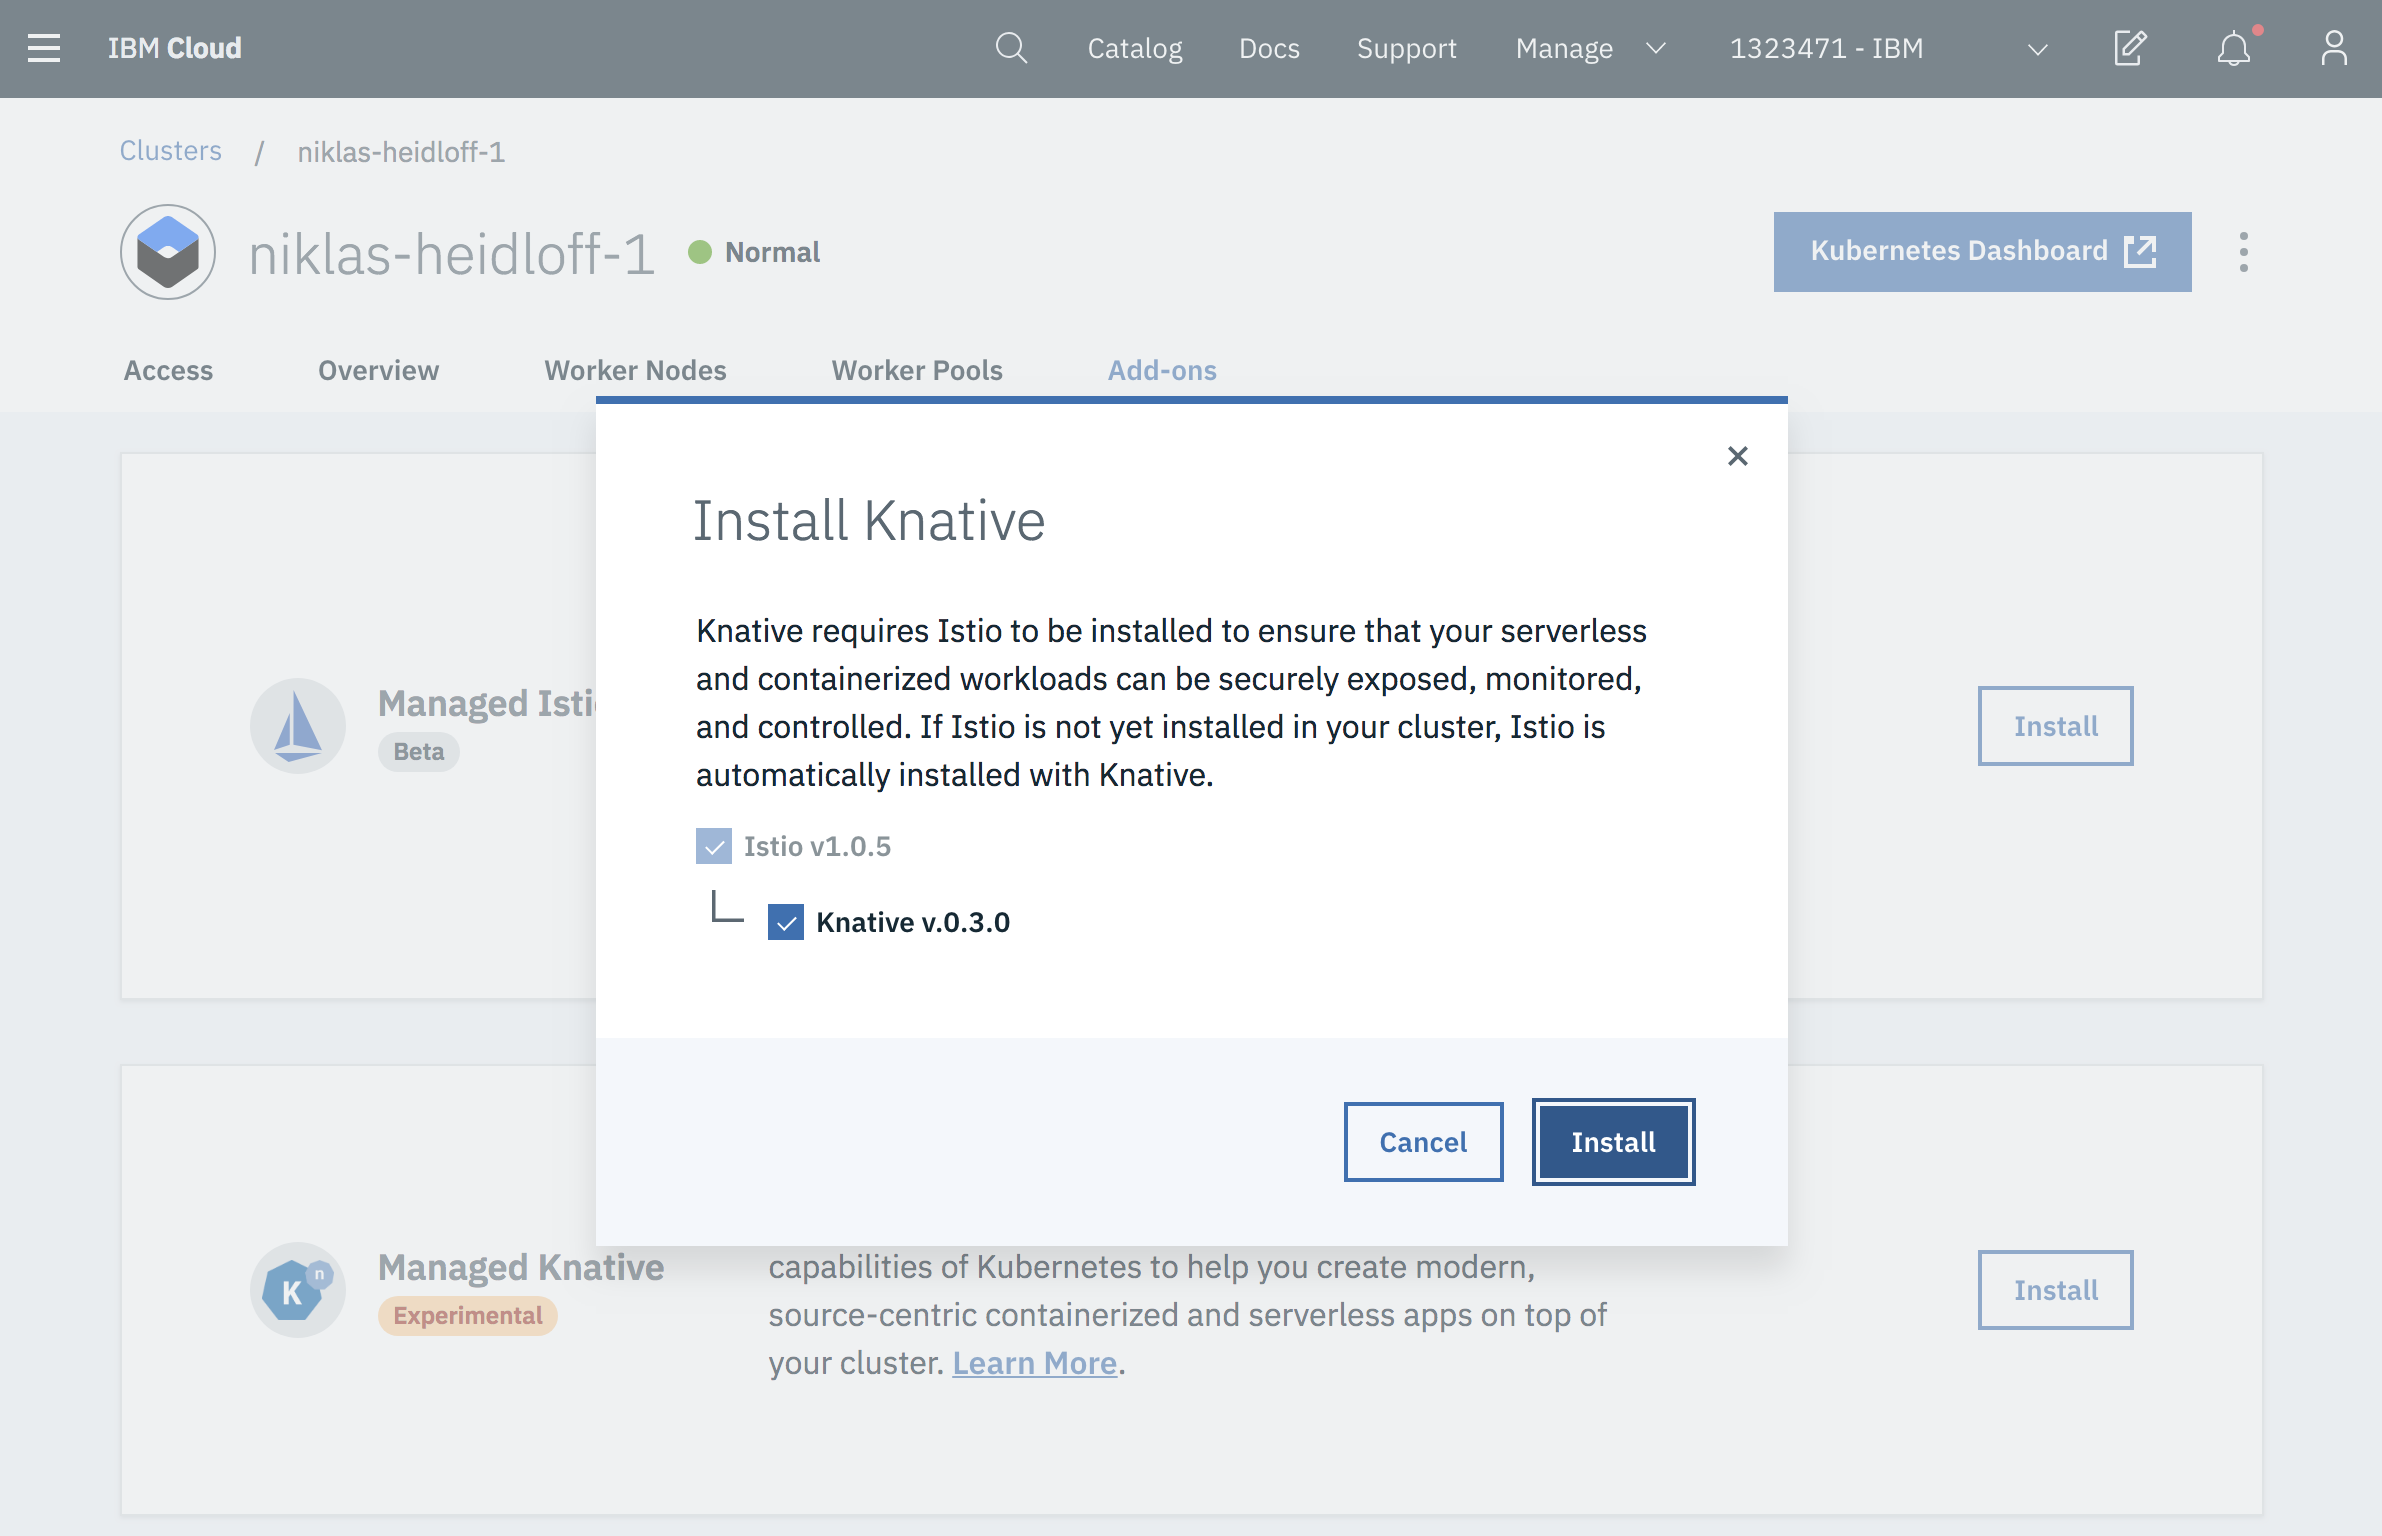 IBM Cloud
Catalog
Docs
Support
Manage
1323471 - IBM
Clusters / niklas-heidloff-1
niklas-heidloff-1
Normal
Kubernetes Dashboard
Access
Overview
Worker Nodes
Worker Pools
Add-ons
Install Knative
Knative requires Istio to be installed to ensure that your serverless
and containerized workloads can be securely exposed, monitored,
and controlled. If Istio is not yet installed in your cluster, Istio is
automatically installed with Knative.
Istio v1.0.5
Knative v.0.3.0
Cancel
Install
Managed Isti
Beta
Install
K n
Managed Knative
Experimental
capabilities of Kubernetes to help you create modern,
source-centric containerized and serverless apps on top of
your cluster. Learn More.
Install